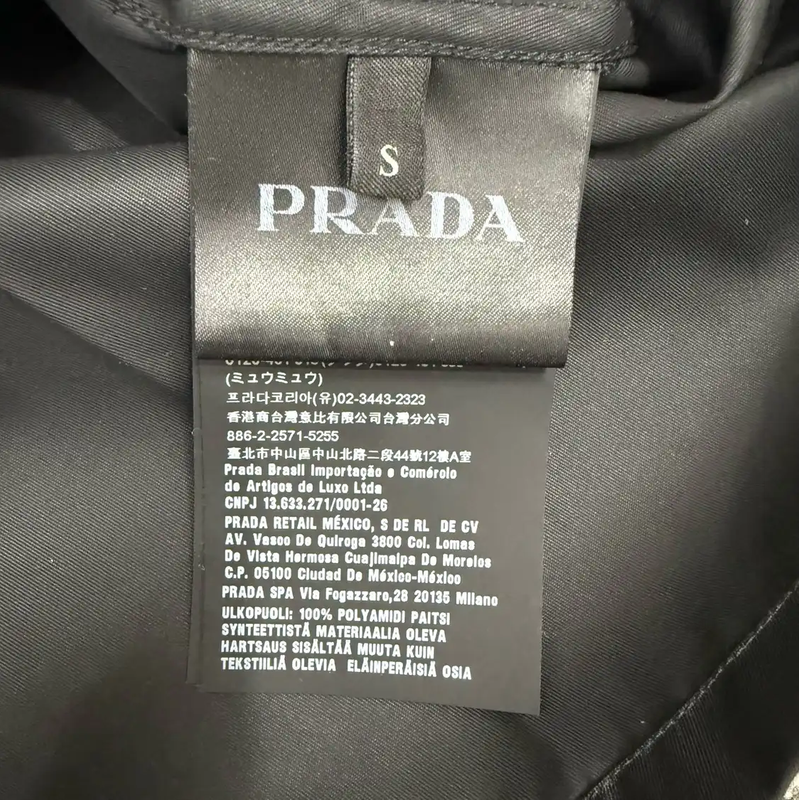 S
PRADA
(ミュウミュウ)
프라다코리아(유)02-3443-2323
香港商台灣意比有限公司台灣分公司
886-2-2571-5255
臺北市中山區中山北路二段44號12樓A室
Prada Brasil Importação e Comérolo
de Artigos de Luxo Ltda
CNPJ 13.633.271/0001-26
PRADA RETAIL MÉXICO, S DE RL DE CV
AV. Vasco De Quiroga 3800 Col. Lomas
De Vista Hermosa Cuajimalpa De Morelos
C.P. 05100 Ciudad De México-México
PRADA SPA Via Fogazzaro,28 20135 Milano
ULKOPUOLI: 100% POLYAMIDI PAITSI
SYNTEETTISTÄ MATERIAALIA OLEVA
HARTSAUS SISÄLTÄÄ MUUTA KUIN
TEKSTIILIÄ OLEVIA ELÄINPERÄISIÄ OSIA